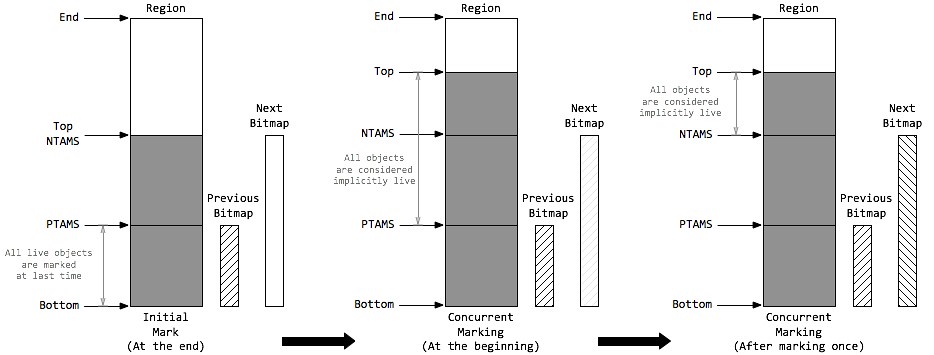 Region
End
Top
NTAMS
Next
Bitmap
Previous
Bitmap
PTAMS
All live objects
are marked
at last time
Bottom
Initial
Mark
(At the end)
Region
End
Top
Next
Bitmap
NTAMS
All objects
are considered
implicitly live
Previous
Bitmap
PTAMS
Bottom
Concurrent
Marking
(At the beginning)
Region
End
Top
All objects
are considered
implicitly live
Next
Bitmap
NTAMS
Previous
Bitmap
PTAMS
Bottom
Concurrent
Marking
(After marking once)